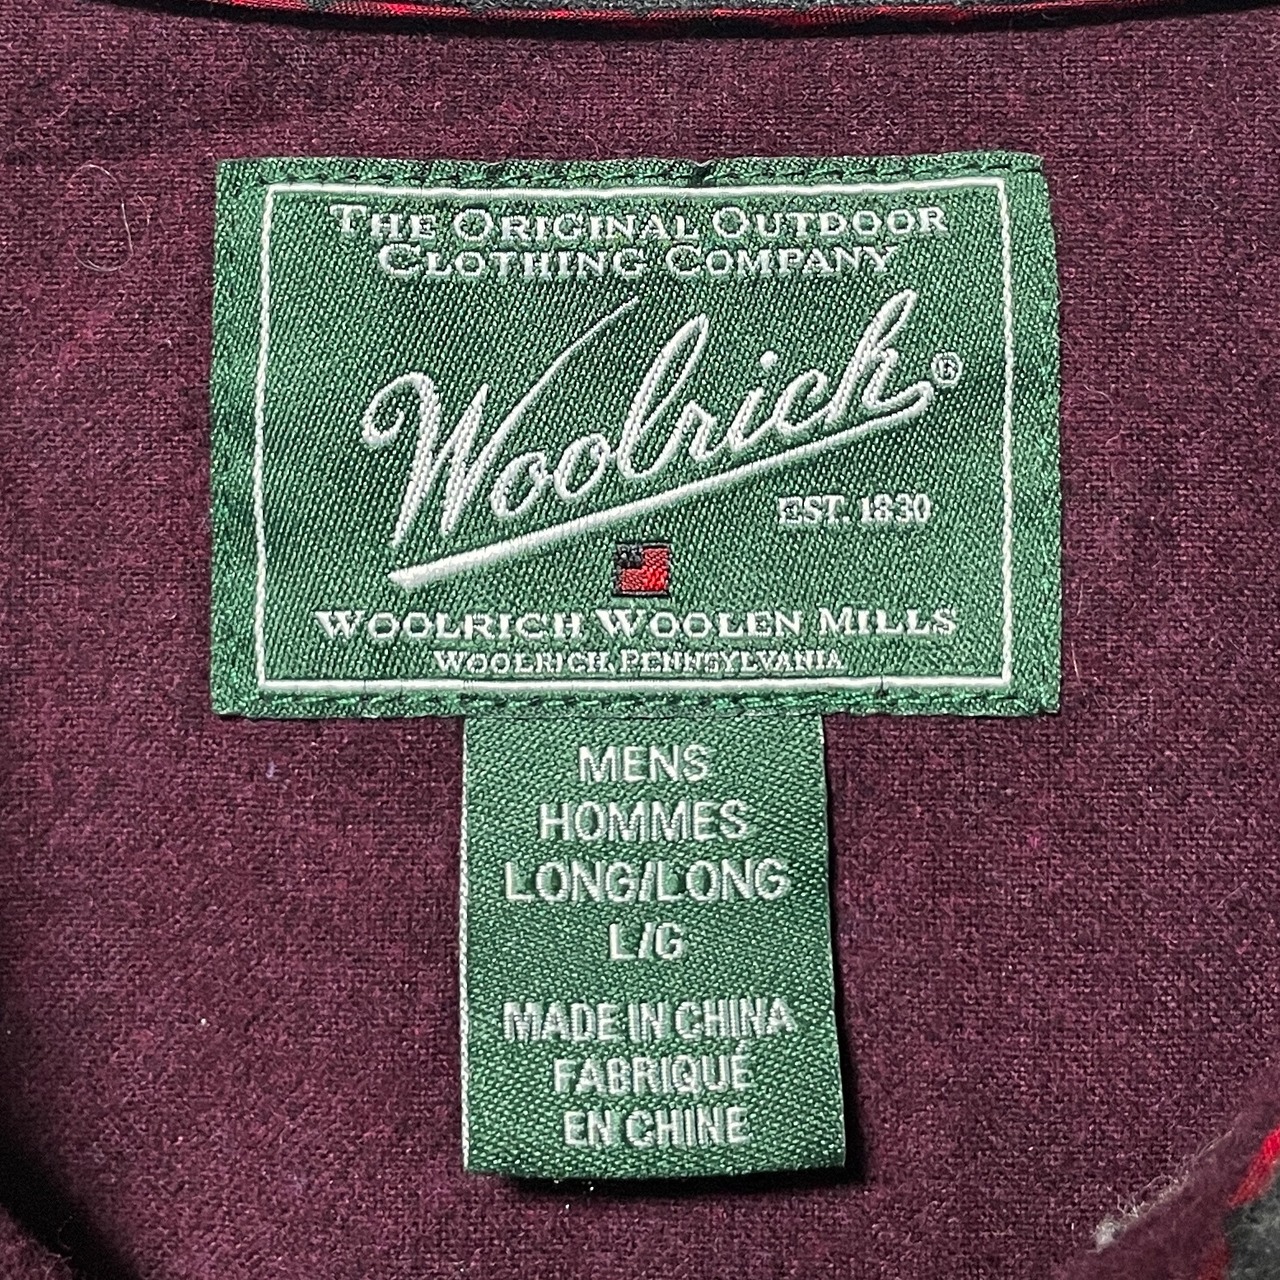 THE ORIGINAL OUTDOOR
CLOTHING COMPANY
Woolrich®
EST. 1830
WOOLRICH WOOLEN MILLS
WOOLRICH, PENNSYLVANIA
MENS
HOMMES
LONG/LONG
L/G
MADE IN CHINA
FABRIQUÉ
EN CHINE